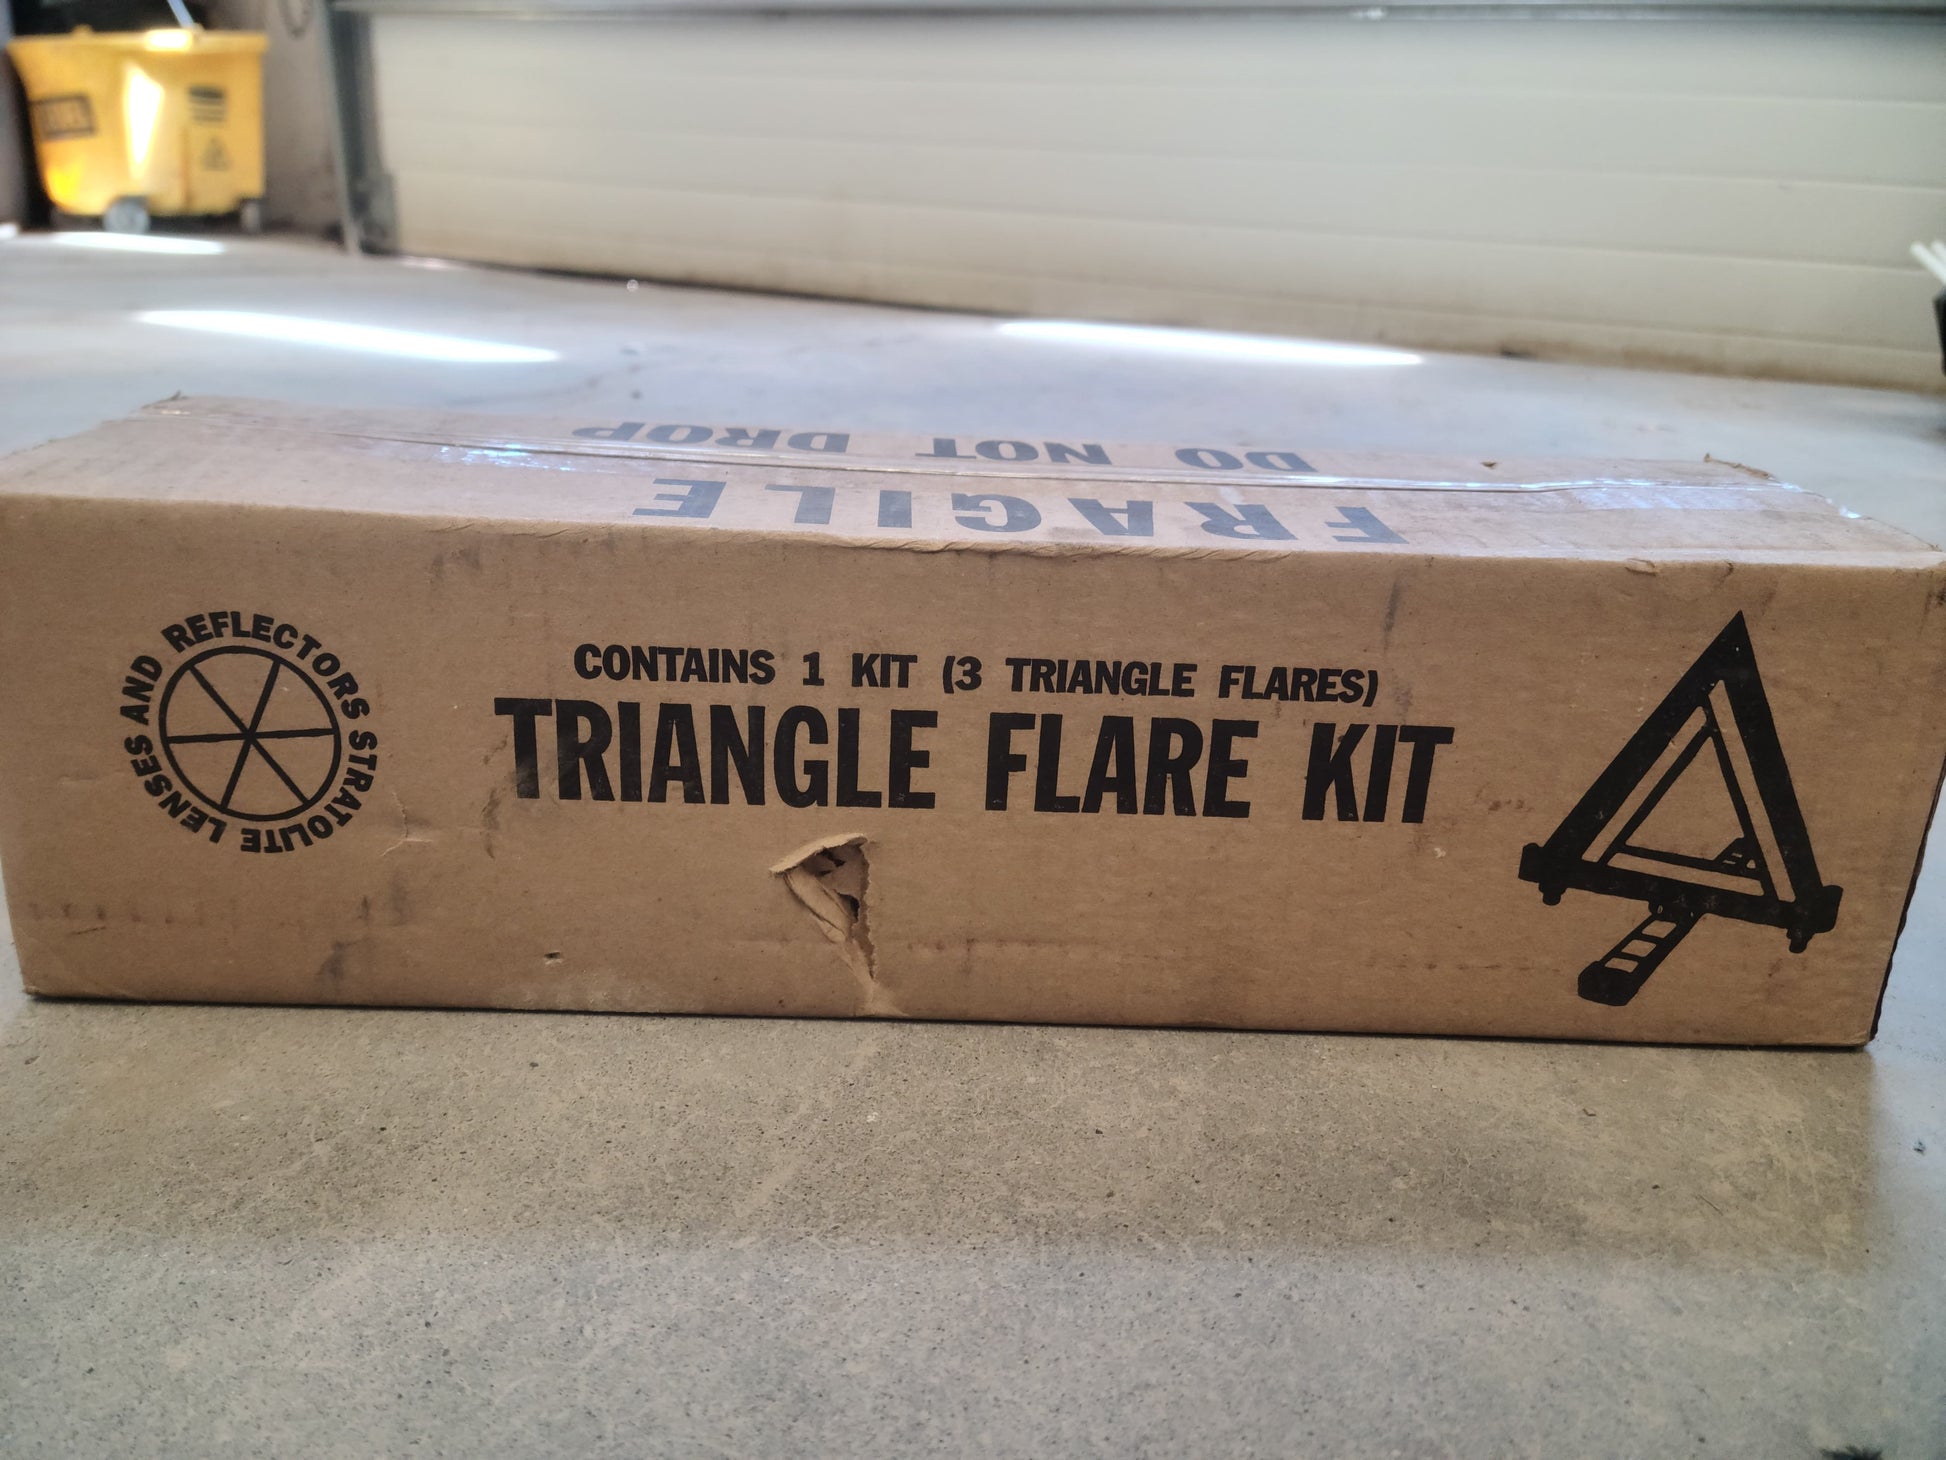 DO NOT DROP
FRAGILE
REFLECTORS STRATOLITE LENSES AND
CONTAINS 1 KIT (3 TRIANGLE FLARES)
TRIANGLE FLARE KIT